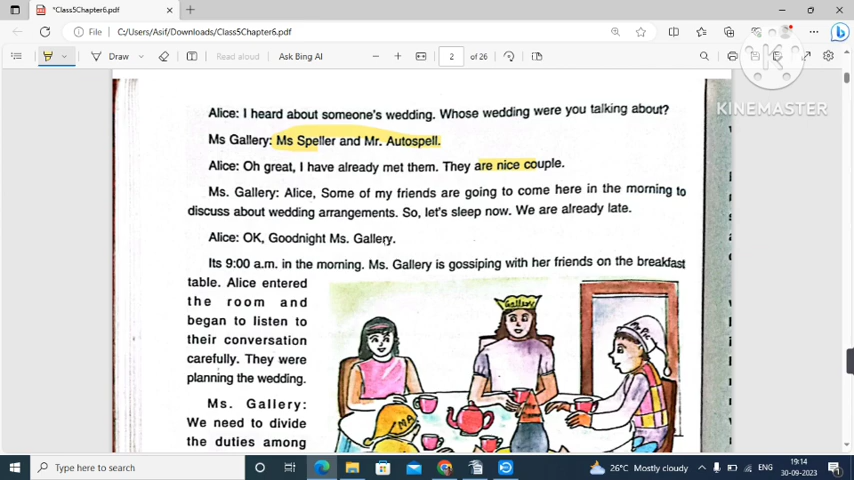 *Class5Chapter6.pdf
File
C:/Users/Asif/Downloads/Class5Chapter6.pdf
Draw
Read aloud
Ask Bing AI
2
of 26
KINEMASTER
Alice: I heard about someone's wedding. Whose wedding were you talking about?
Ms Gallery: Ms Speller and Mr. Autospell.
Alice: Oh great, I have already met them. They are nice couple.
Ms. Gallery: Alice, Some of my friends are going to come here in the morning to
discuss about wedding arrangements. So, let's sleep now. We are already late.
Alice: OK, Goodnight Ms. Gallery.
Its 9:00 a.m. in the morning. Ms. Gallery is gossiping with her friends on the breakfast
table. Alice entered
the room and
began to listen to
their conversation
carefully. They were
planning the wedding.
Ms. Gallery:
We need to divide
the duties among
Gallery
Type here to search
26°C Mostly cloudy
ENG
19:14
30-09-2023